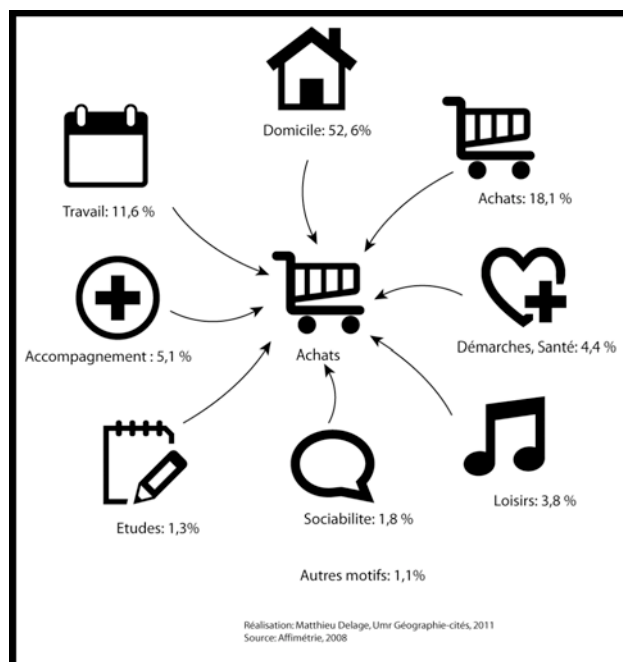 Domicile: 52, 6%
Achats: 18,1 %
Travail: 11,6 %
Achats
Démarches, Santé: 4,4 %
Accompagnement : 5,1 %
Loisirs: 3,8 %
Sociabilite: 1,8 %
Etudes: 1,3%
Autres motifs: 1,1%
Réalisation: Matthieu Delage, Umr Géographie-cités, 2011
Source: Affimétrie, 2008